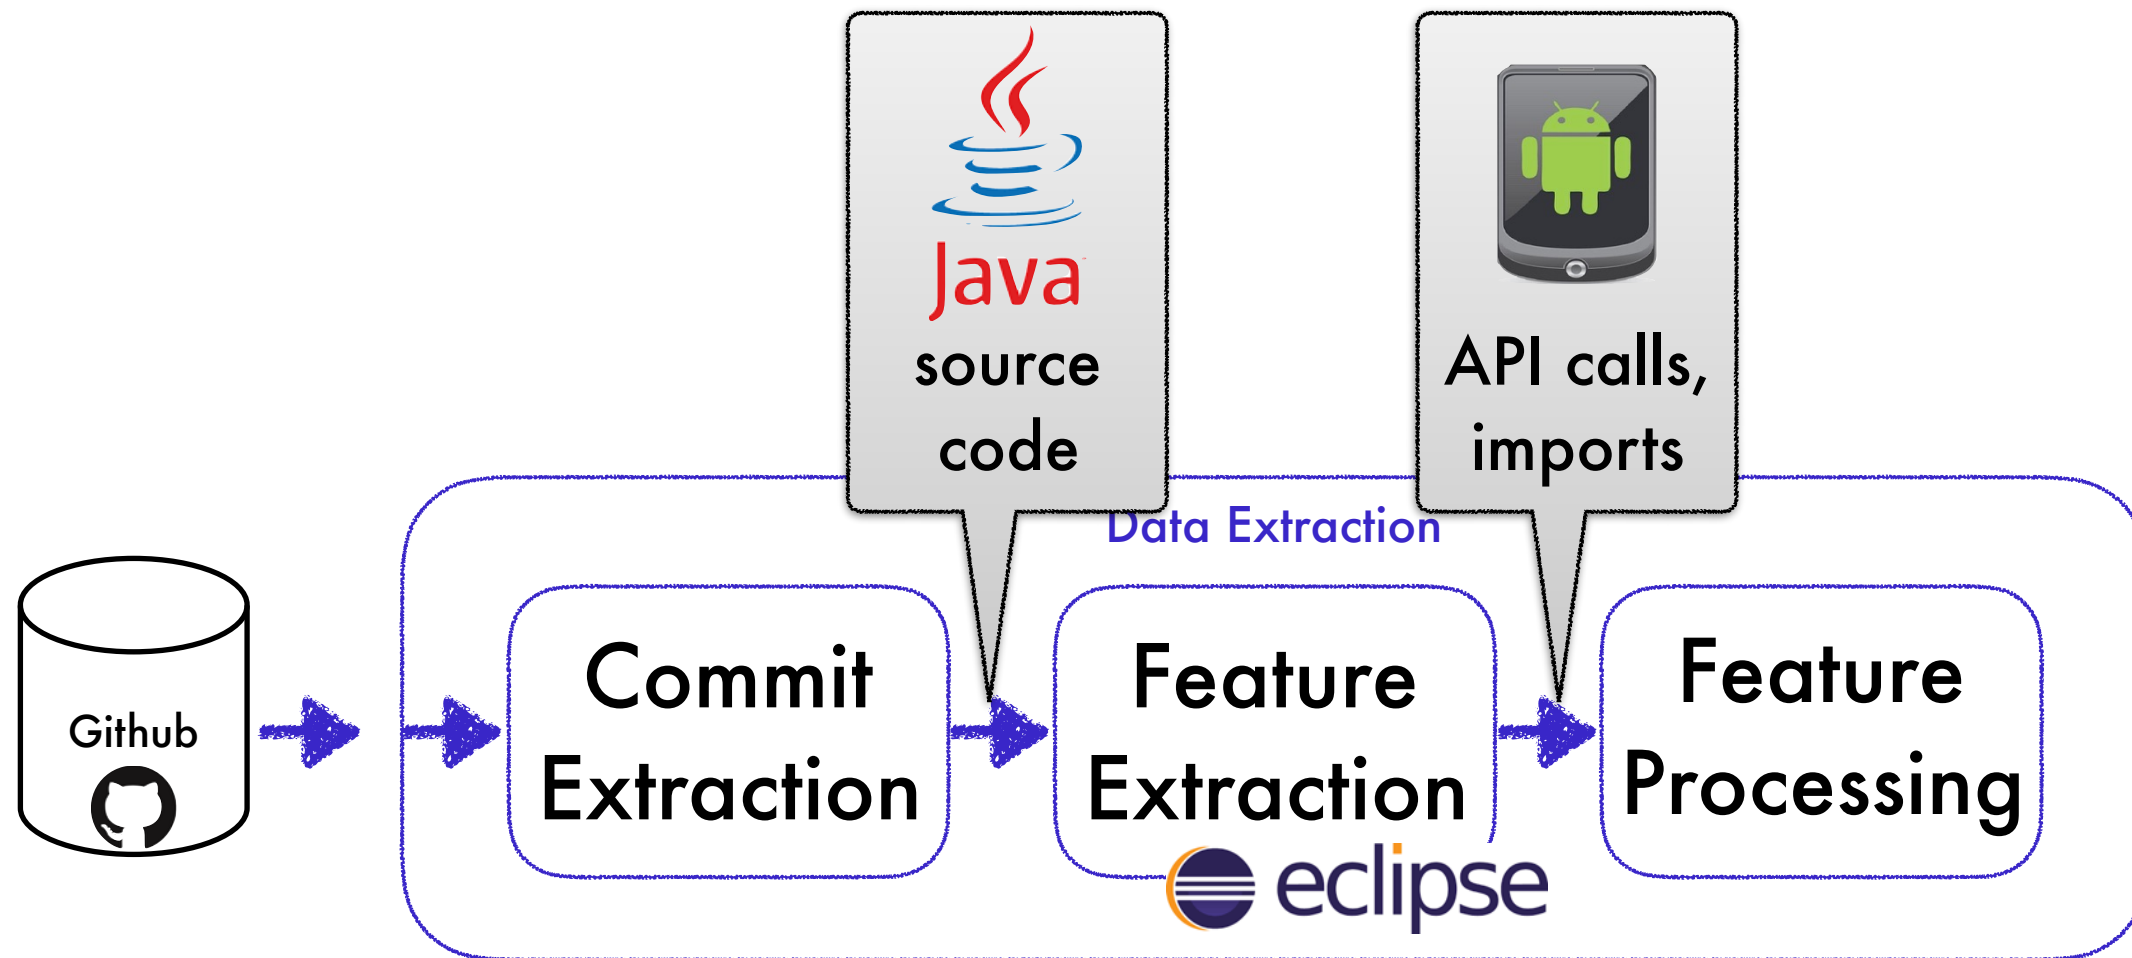 Java
source
code
API calls,
imports
Data Extraction
Github
Commit
Extraction
Feature
Extraction
eclipse
Feature
Processing